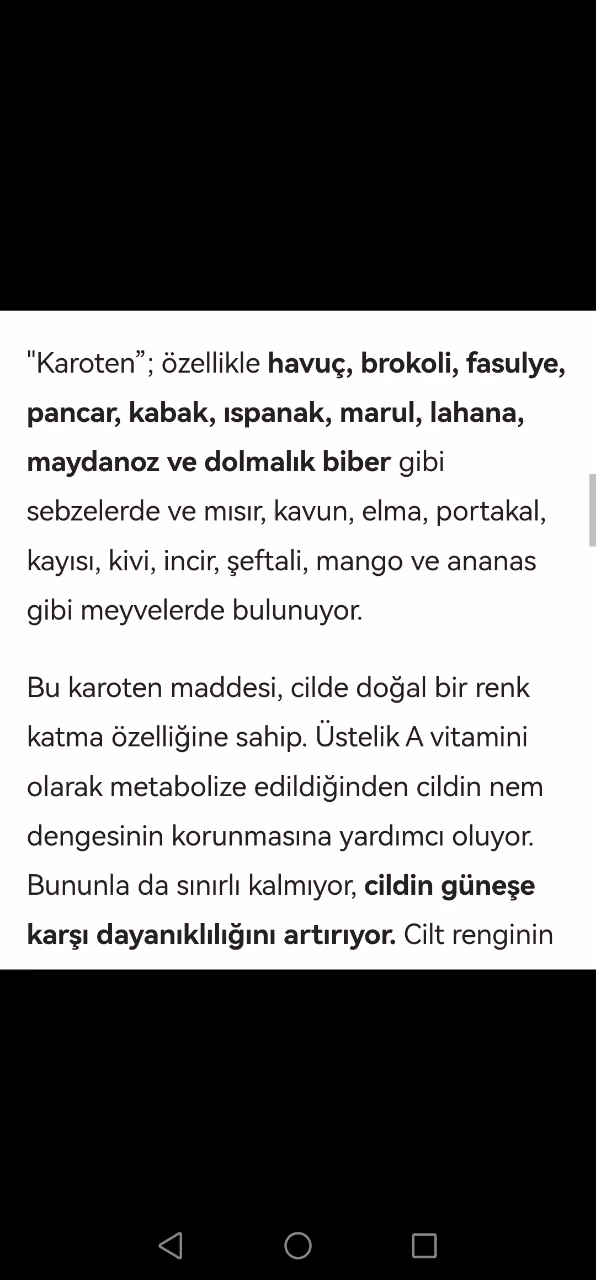 "Karoten”; özellikle havuç, brokoli, fasulye,
pancar, kabak, ıspanak, marul, lahana,
maydanoz ve dolmalık biber gibi
sebzelerde ve mısır, kavun, elma, portakal,
kayısı, kivi, incir, şeftali, mango ve ananas
gibi meyvelerde bulunuyor.
Bu karoten maddesi, cilde doğal bir renk
katma özelliğine sahip. Üstelik A vitamini
olarak metabolize edildiğinden cildin nem
dengesinin korunmasına yardımcı oluyor.
Bununla da sınırlı kalmıyor, cildin güneşe
karşı dayanıklılığını artırıyor. Cilt renginin